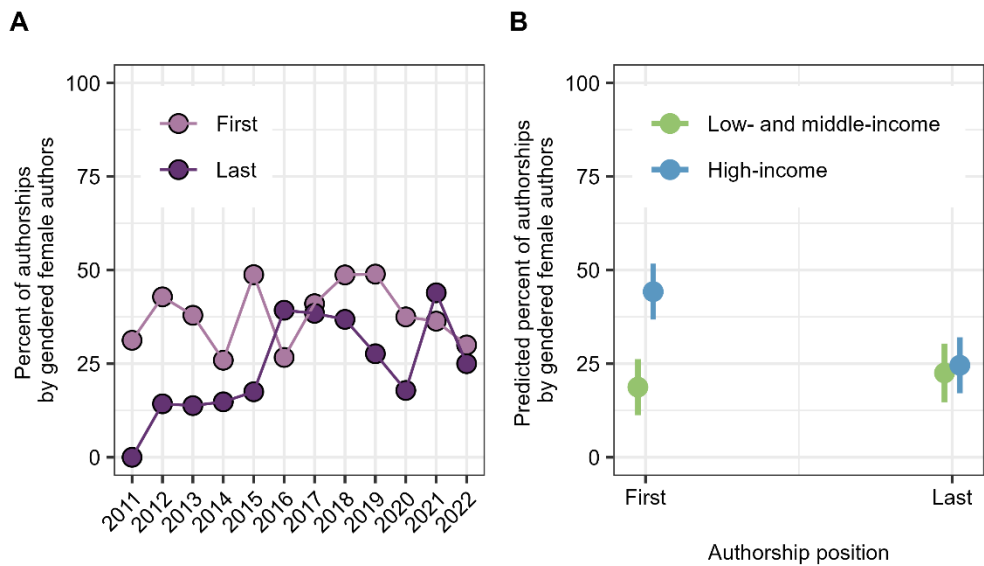 A
Percent of authorships
by gendered female authors
100
75
50
25
0
First
Last
2011
2012
2013
2014
2015
2016
2017
2018
2019
2020
2021
2022
B
Predicted percent of authorships
by gendered female authors
100
75
50
25
0
Low- and middle-income
High-income
First
Last
Authorship position